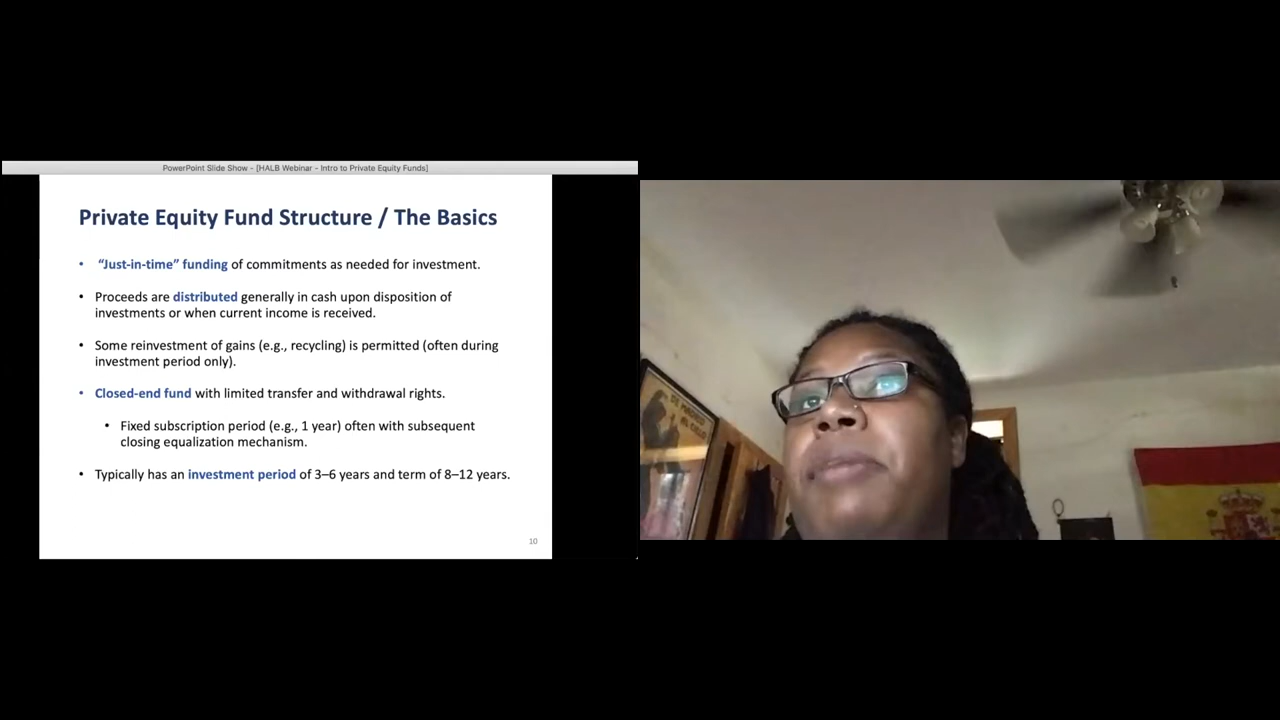 PowerPoint Slide Show - [HALB Webinar - Intro to Private Equity Funds]
Private Equity Fund Structure / The Basics
• “Just-in-time” funding of commitments as needed for investment.
• Proceeds are distributed generally in cash upon disposition of
investments or when current income is received.
• Some reinvestment of gains (e.g., recycling) is permitted (often during
investment period only).
• Closed-end fund with limited transfer and withdrawal rights.
• Fixed subscription period (e.g., 1 year) often with subsequent
closing equalization mechanism.
• Typically has an investment period of 3–6 years and term of 8–12 years.
10